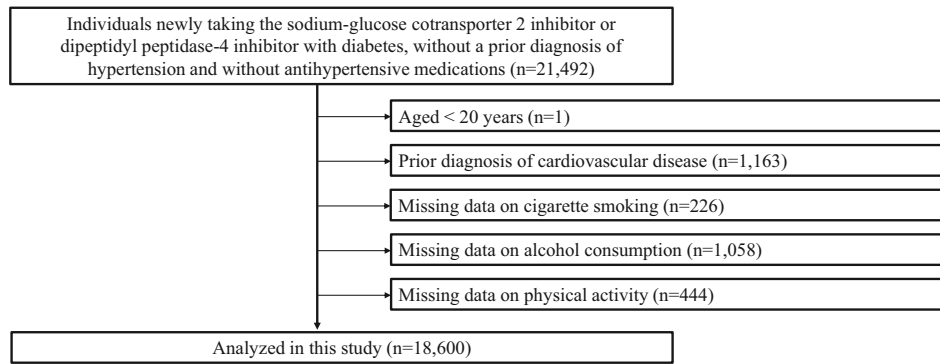 Individuals newly taking the sodium-glucose cotransporter 2 inhibitor or
dipeptidyl peptidase-4 inhibitor with diabetes, without a prior diagnosis of
hypertension and without antihypertensive medications (n=21,492)
Aged < 20 years (n=1)
Prior diagnosis of cardiovascular disease (n=1,163)
Missing data on cigarette smoking (n=226)
Missing data on alcohol consumption (n=1,058)
Missing data on physical activity (n=444)
Analyzed in this study (n=18,600)